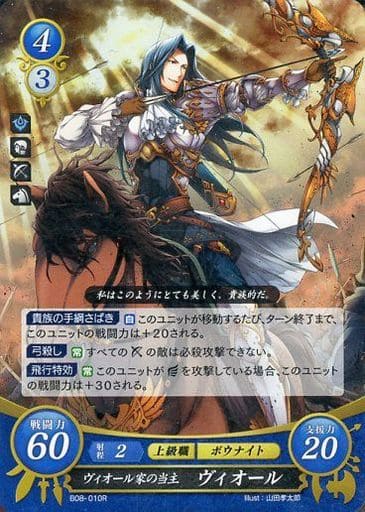 4
3
私はこのようにとても美しく。貴族的だ。
貴族の手綱さばき 自 このユニットが移動するたび、ターン終了まで、
このユニットの戦闘力は+20される。
弓殺し 常 すべての の敵は必殺攻撃できない。
飛行特効 常 このユニットが を攻撃している場合、このユニット
の戦闘力は+30される。
戦闘力
60
射程 2
上級職
ボウナイト
支援力
20
ヴィオール家の当主 ヴィオール
B08-010R
Illust:山田孝太郎